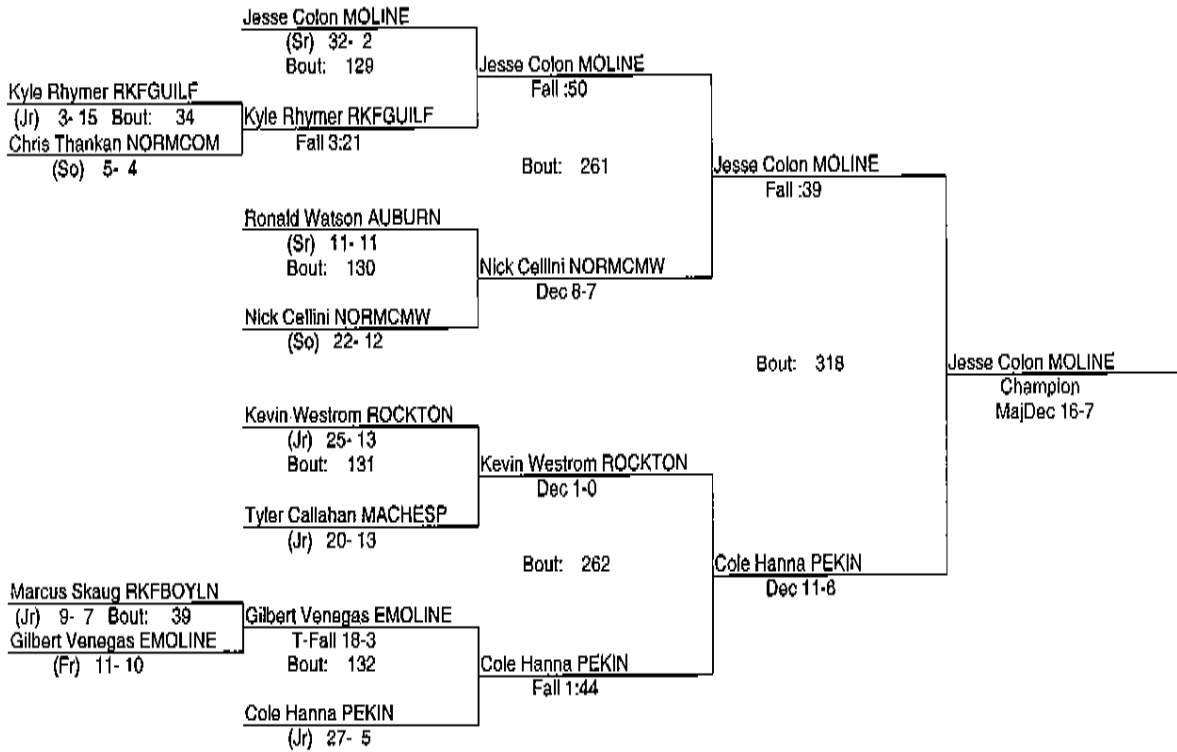 Jesse Colon MOLINE
(Sr) 32- 2
Bout: 129
Kyle Rhymer RKFGUILF
(Jr) 3- 15 Bout: 34
Chris Thankan NORMCOM
(So) 5- 4
Kyle Rhymer RKFGUILF
Fall 3:21
Jesse Colon MOLINE
Fall :50
Bout: 261
Ronald Watson AUBURN
(Sr) 11- 11
Bout: 130
Nick Cellini NORMCMW
(So) 22- 12
Nick Cellini NORMCMW
Dec 8-7
Jesse Colon MOLINE
Fall :39
Bout: 318
Jesse Colon MOLINE
Champion
MajDec 16-7
Kevin Westrom ROCKTON
(Jr) 25- 13
Bout: 131
Tyler Callahan MACHESP
(Jr) 20- 13
Kevin Westrom ROCKTON
Dec 1-0
Bout: 262
Cole Hanna PEKIN
Dec 11-6
Marcus Skaug RKFBOYLN
(Jr) 9- 7 Bout: 39
Gilbert Venegas EMOLINE
(Fr) 11- 10
Gilbert Venegas EMOLINE
T-Fall 18-3
Bout: 132
Cole Hanna PEKIN
(Jr) 27- 5
Cole Hanna PEKIN
Fall 1:44